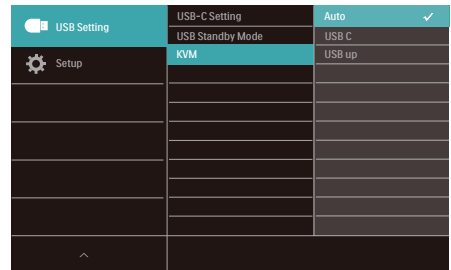 USB Setting
Setup
USB-C Setting
USB Standby Mode
KVM
Auto
USB C
USB up